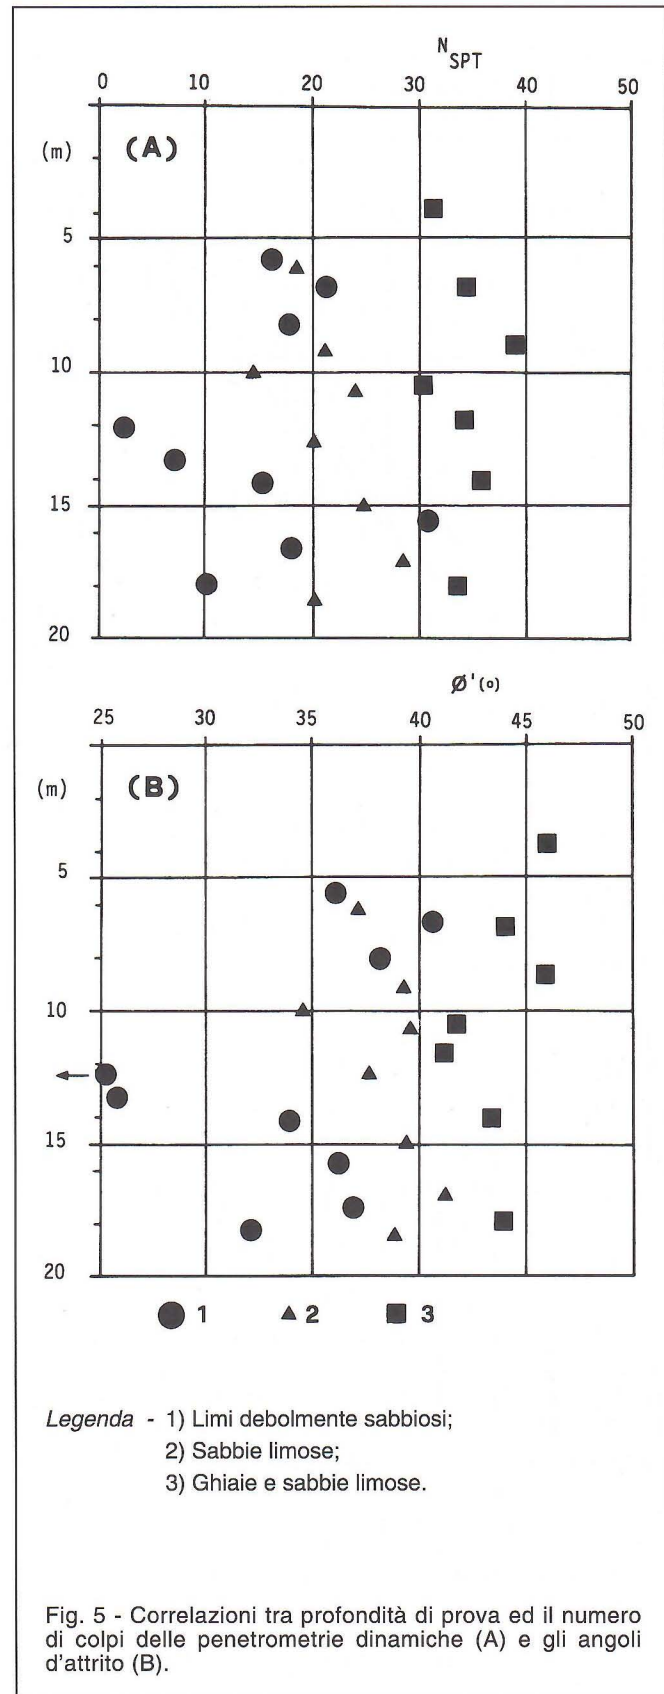 N SPT
0 10 20 30 40 50
(m) (A)
5
10
15
20
Ø'(o)
25 30 35 40 45 50
(m) (B)
5
10
15
20
1 2 3
Legenda - 1) Limi debolmente sabbiosi;
2) Sabbie limose;
3) Ghiaie e sabbie limose.
Fig. 5 - Correlazioni tra profondità di prova ed il numero
di colpi delle penetrometrie dinamiche (A) e gli angoli
d'attrito (B).